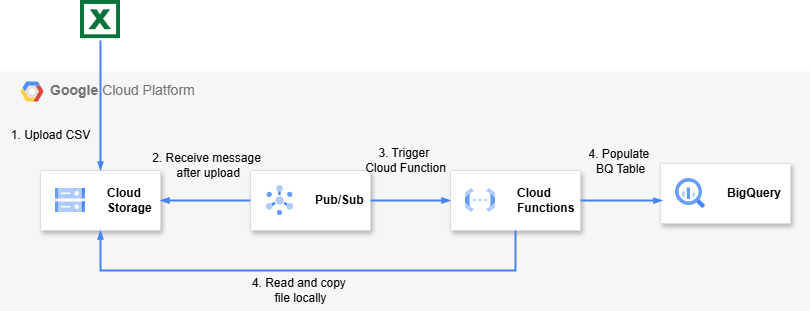 X
Google Cloud Platform
1. Upload CSV
2. Receive message
after upload
3. Trigger
Cloud Function
4. Populate
BQ Table
Cloud
Storage
Pub/Sub
Cloud
Functions
BigQuery
4. Read and copy
file locally